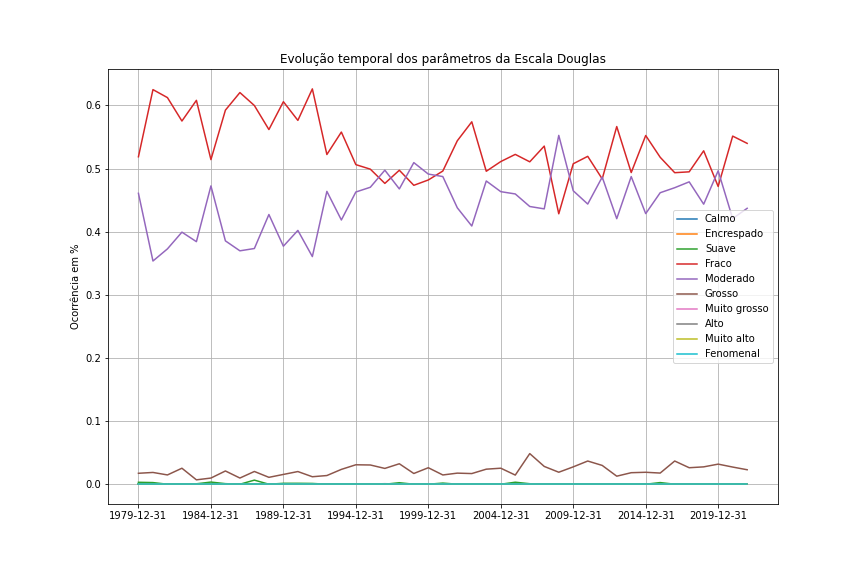 Evolução temporal dos parâmetros da Escala Douglas
Ocorrência em %
0.6
0.5
0.4
0.3
0.2
0.1
0.0
1979-12-31 1984-12-31 1989-12-31 1994-12-31 1999-12-31 2004-12-31 2009-12-31 2014-12-31 2019-12-31
Calmo
Encrespado
Suave
Fraco
Moderado
Grosso
Muito grosso
Alto
Muito alto
Fenomenal